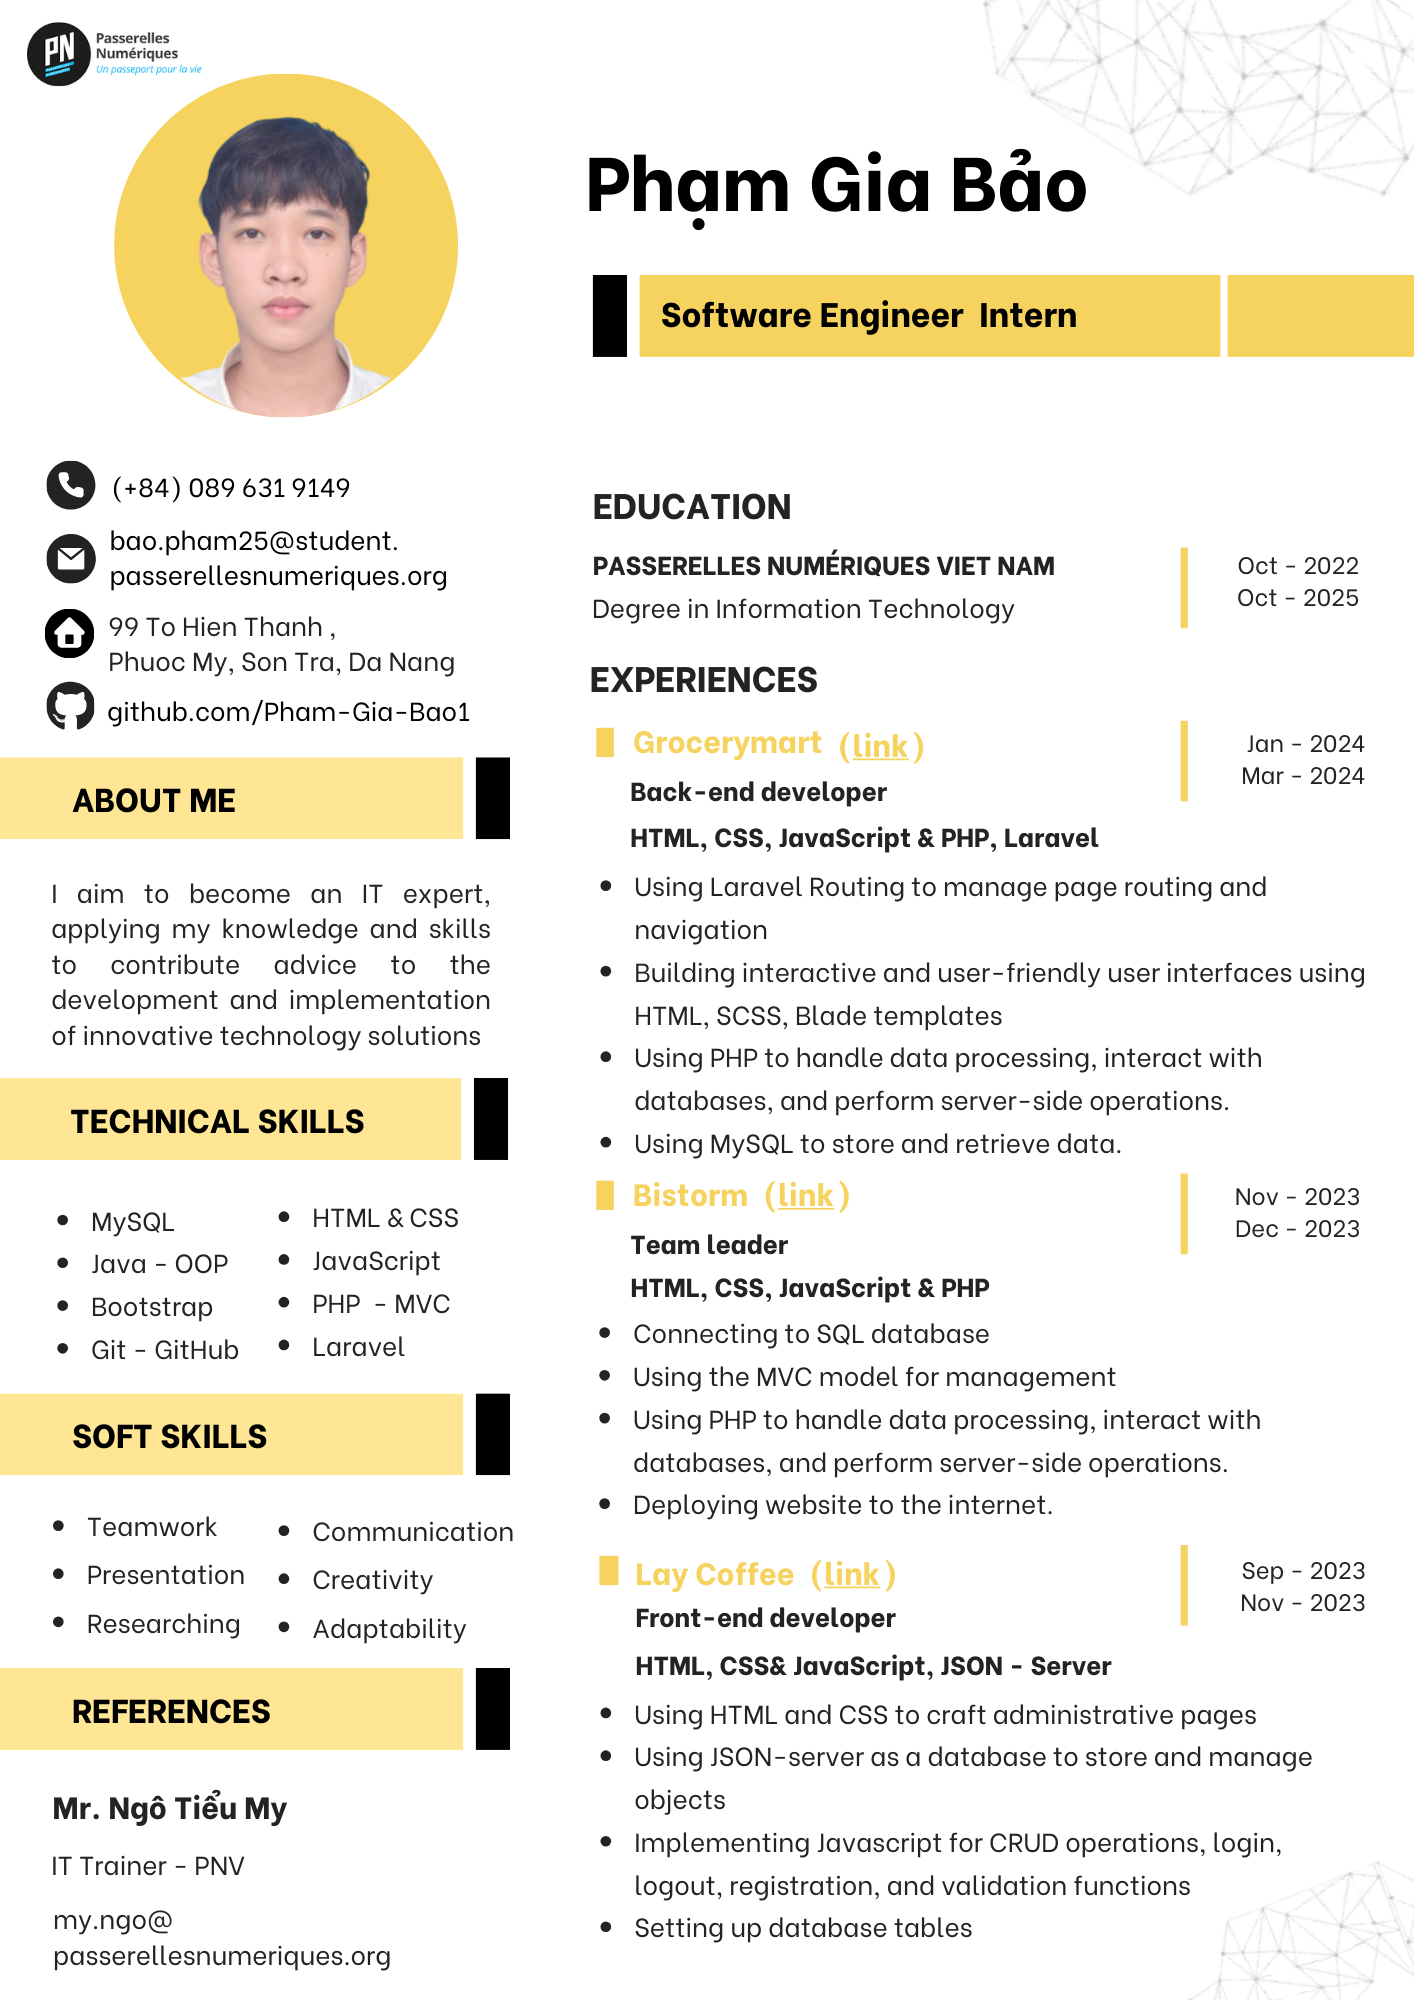 PN
Passerelles
Numériques
Un passeport pour la vie
Phạm Gia Bảo
Software Engineer Intern
(+84) 089 631 9149
bao.pham25@student.
passerellesnumeriques.org
99 To Hien Thanh ,
Phuoc My, Son Tra, Da Nang
github.com/Pham-Gia-Bao1
ABOUT ME
I aim to become an IT expert,
applying my knowledge and skills
to contribute advice to the
development and implementation
of innovative technology solutions
TECHNICAL SKILLS
MySQL
Java - OOP
Bootstrap
Git - GitHub
HTML & CSS
JavaScript
PHP - MVC
Laravel
SOFT SKILLS
Teamwork
Presentation
Researching
Communication
Creativity
Adaptability
REFERENCES
Mr. Ngô Tiểu My
IT Trainer - PNV
my.ngo@
passerellesnumeriques.org
EDUCATION
PASSERELLES NUMÉRIQUES VIET NAM
Degree in Information Technology
Oct - 2022
Oct - 2025
EXPERIENCES
Grocerymart (link)
Jan - 2024
Mar - 2024
Back-end developer
HTML, CSS, JavaScript & PHP, Laravel
Using Laravel Routing to manage page routing and
navigation
Building interactive and user-friendly user interfaces using
HTML, SCSS, Blade templates
Using PHP to handle data processing, interact with
databases, and perform server-side operations.
Using MySQL to store and retrieve data.
Bistorm (link)
Nov - 2023
Dec - 2023
Team leader
HTML, CSS, JavaScript & PHP
Connecting to SQL database
Using the MVC model for management
Using PHP to handle data processing, interact with
databases, and perform server-side operations.
Deploying website to the internet.
Lay Coffee (link)
Sep - 2023
Nov - 2023
Front-end developer
HTML, CSS& JavaScript, JSON - Server
Using HTML and CSS to craft administrative pages
Using JSON-server as a database to store and manage
objects
Implementing Javascript for CRUD operations, login,
logout, registration, and validation functions
Setting up database tables